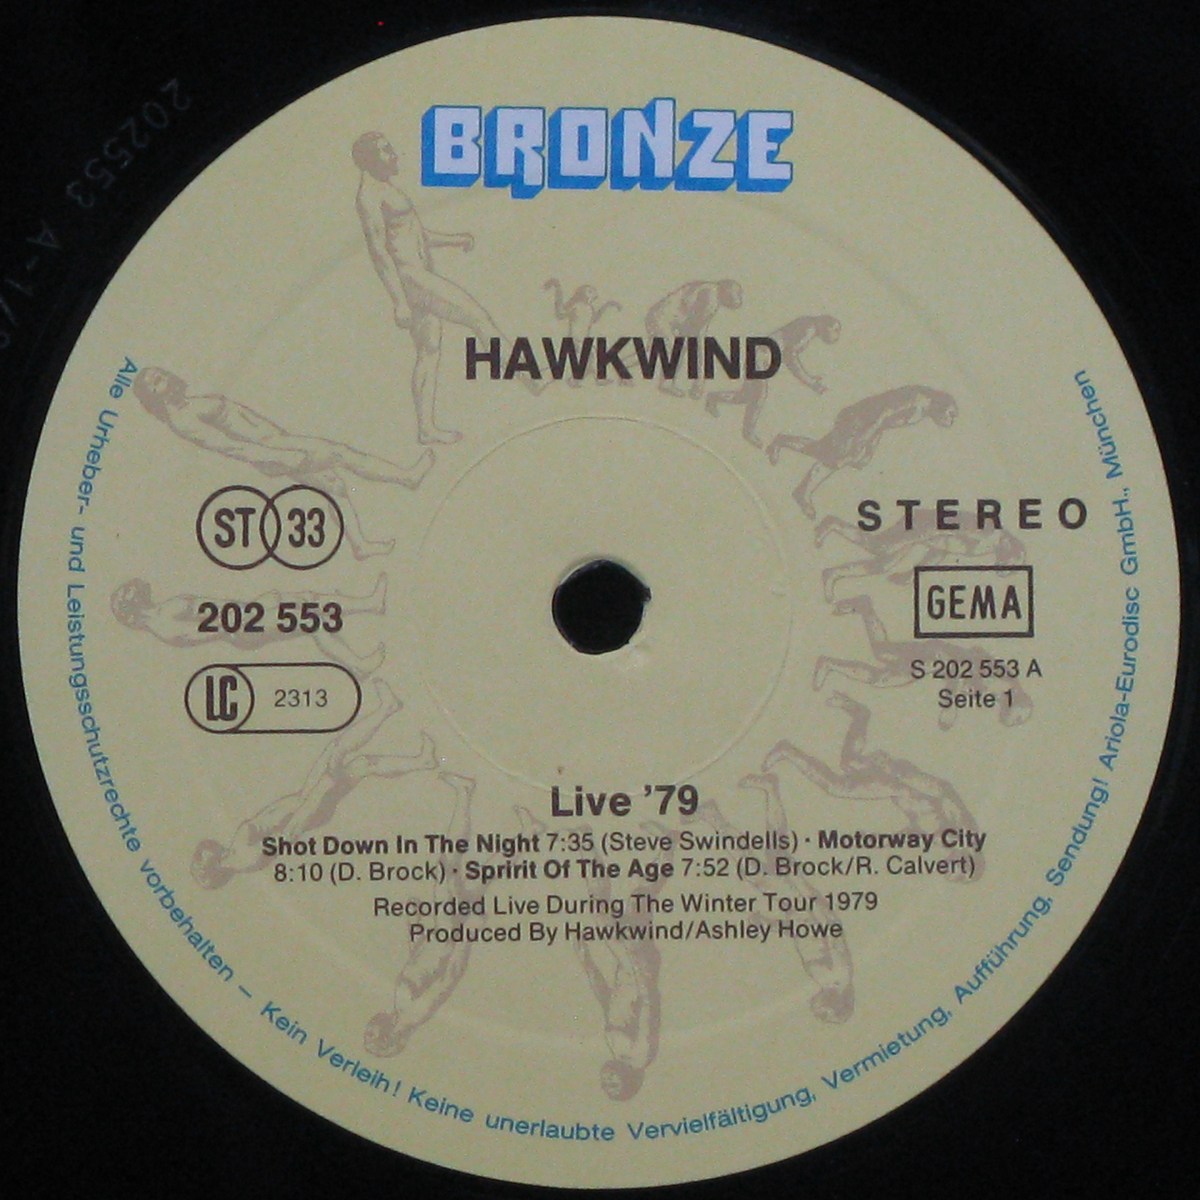 BRONZE
HAWKWIND
ST 33
202 553
LC 2313
STEREO
GEMA
S 202 553 A
Seite 1
Live '79
Shot Down In The Night 7:35 (Steve Swindells) · Motorway City
8:10 (D. Brock) · Spririt Of The Age 7:52 (D. Brock/R. Calvert)
Recorded Live During The Winter Tour 1979
Produced By Hawkwind/Ashley Howe
Alle Urheber- und Leistungsschutzrechte vorbehalten – Kein Verleih! Keine unerlaubte Vervielfältigung, Vermietung, Aufführung, Sendung! Ariola-Eurodisc GmbH., München
202553 A-1/